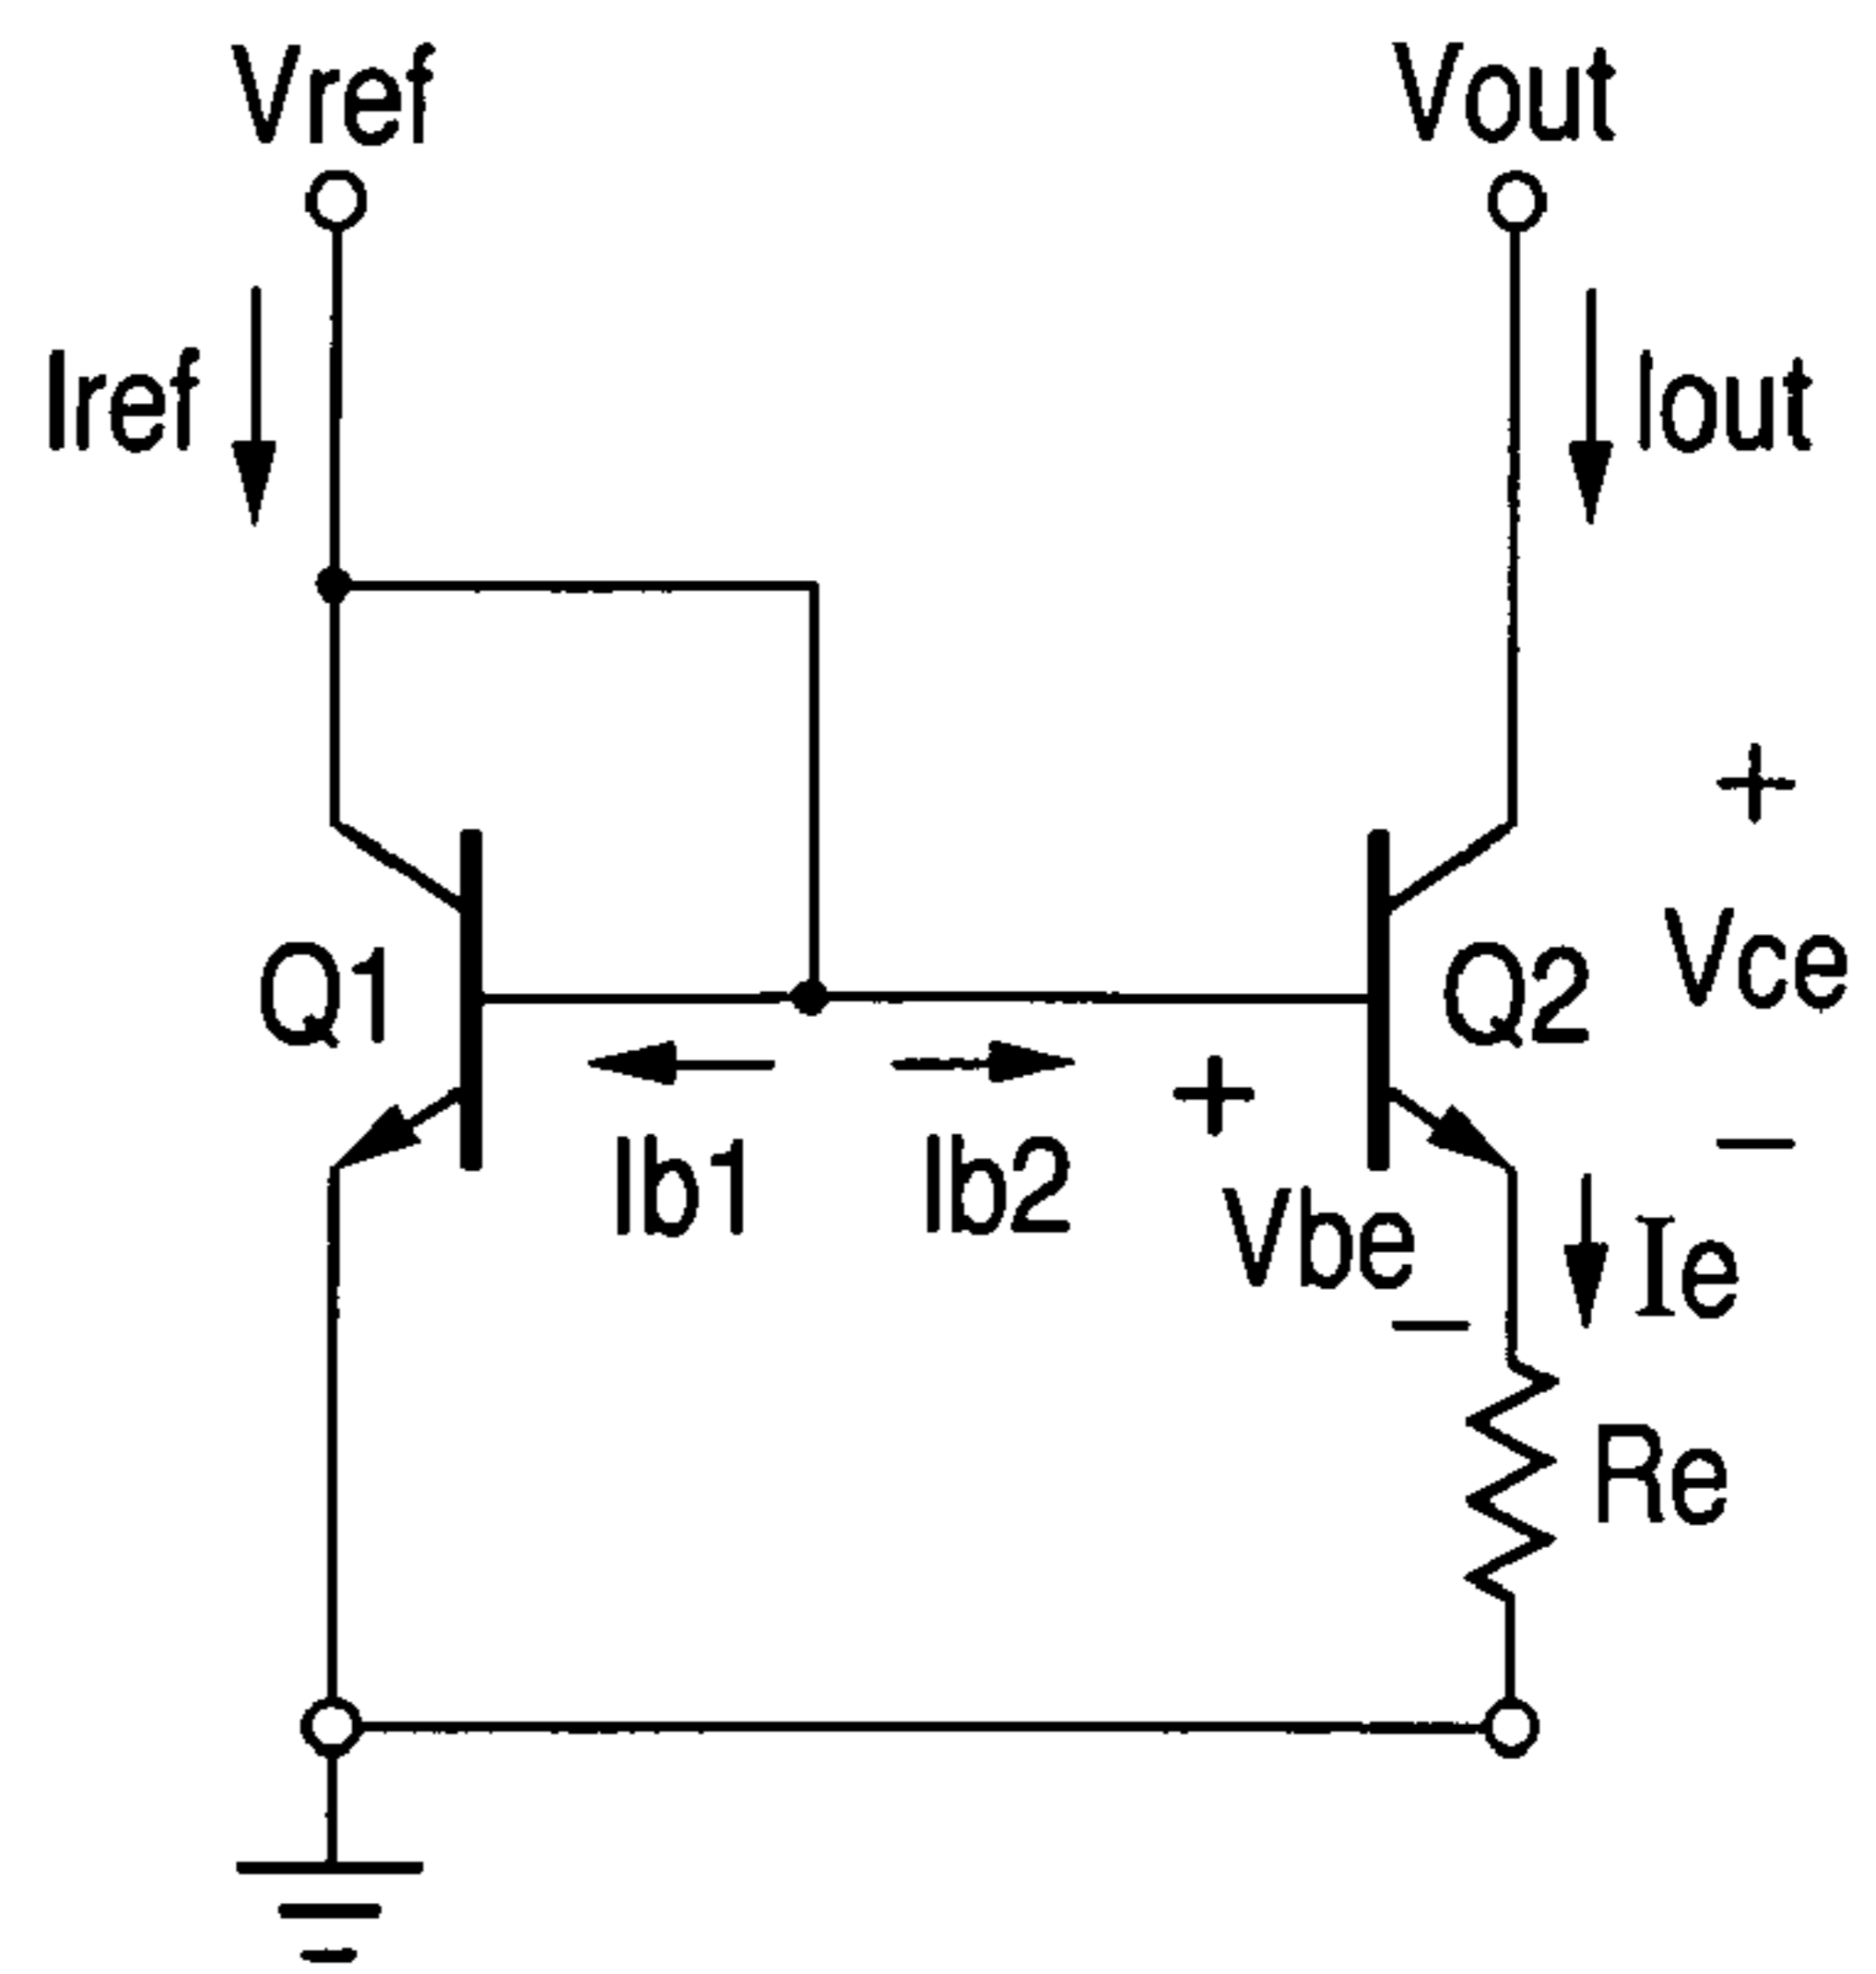 Vref
Vout
Iref
Iout
+
Q1
Q2
Vce
+
Ib1
Ib2
−
Vbe
Ie
−
Re